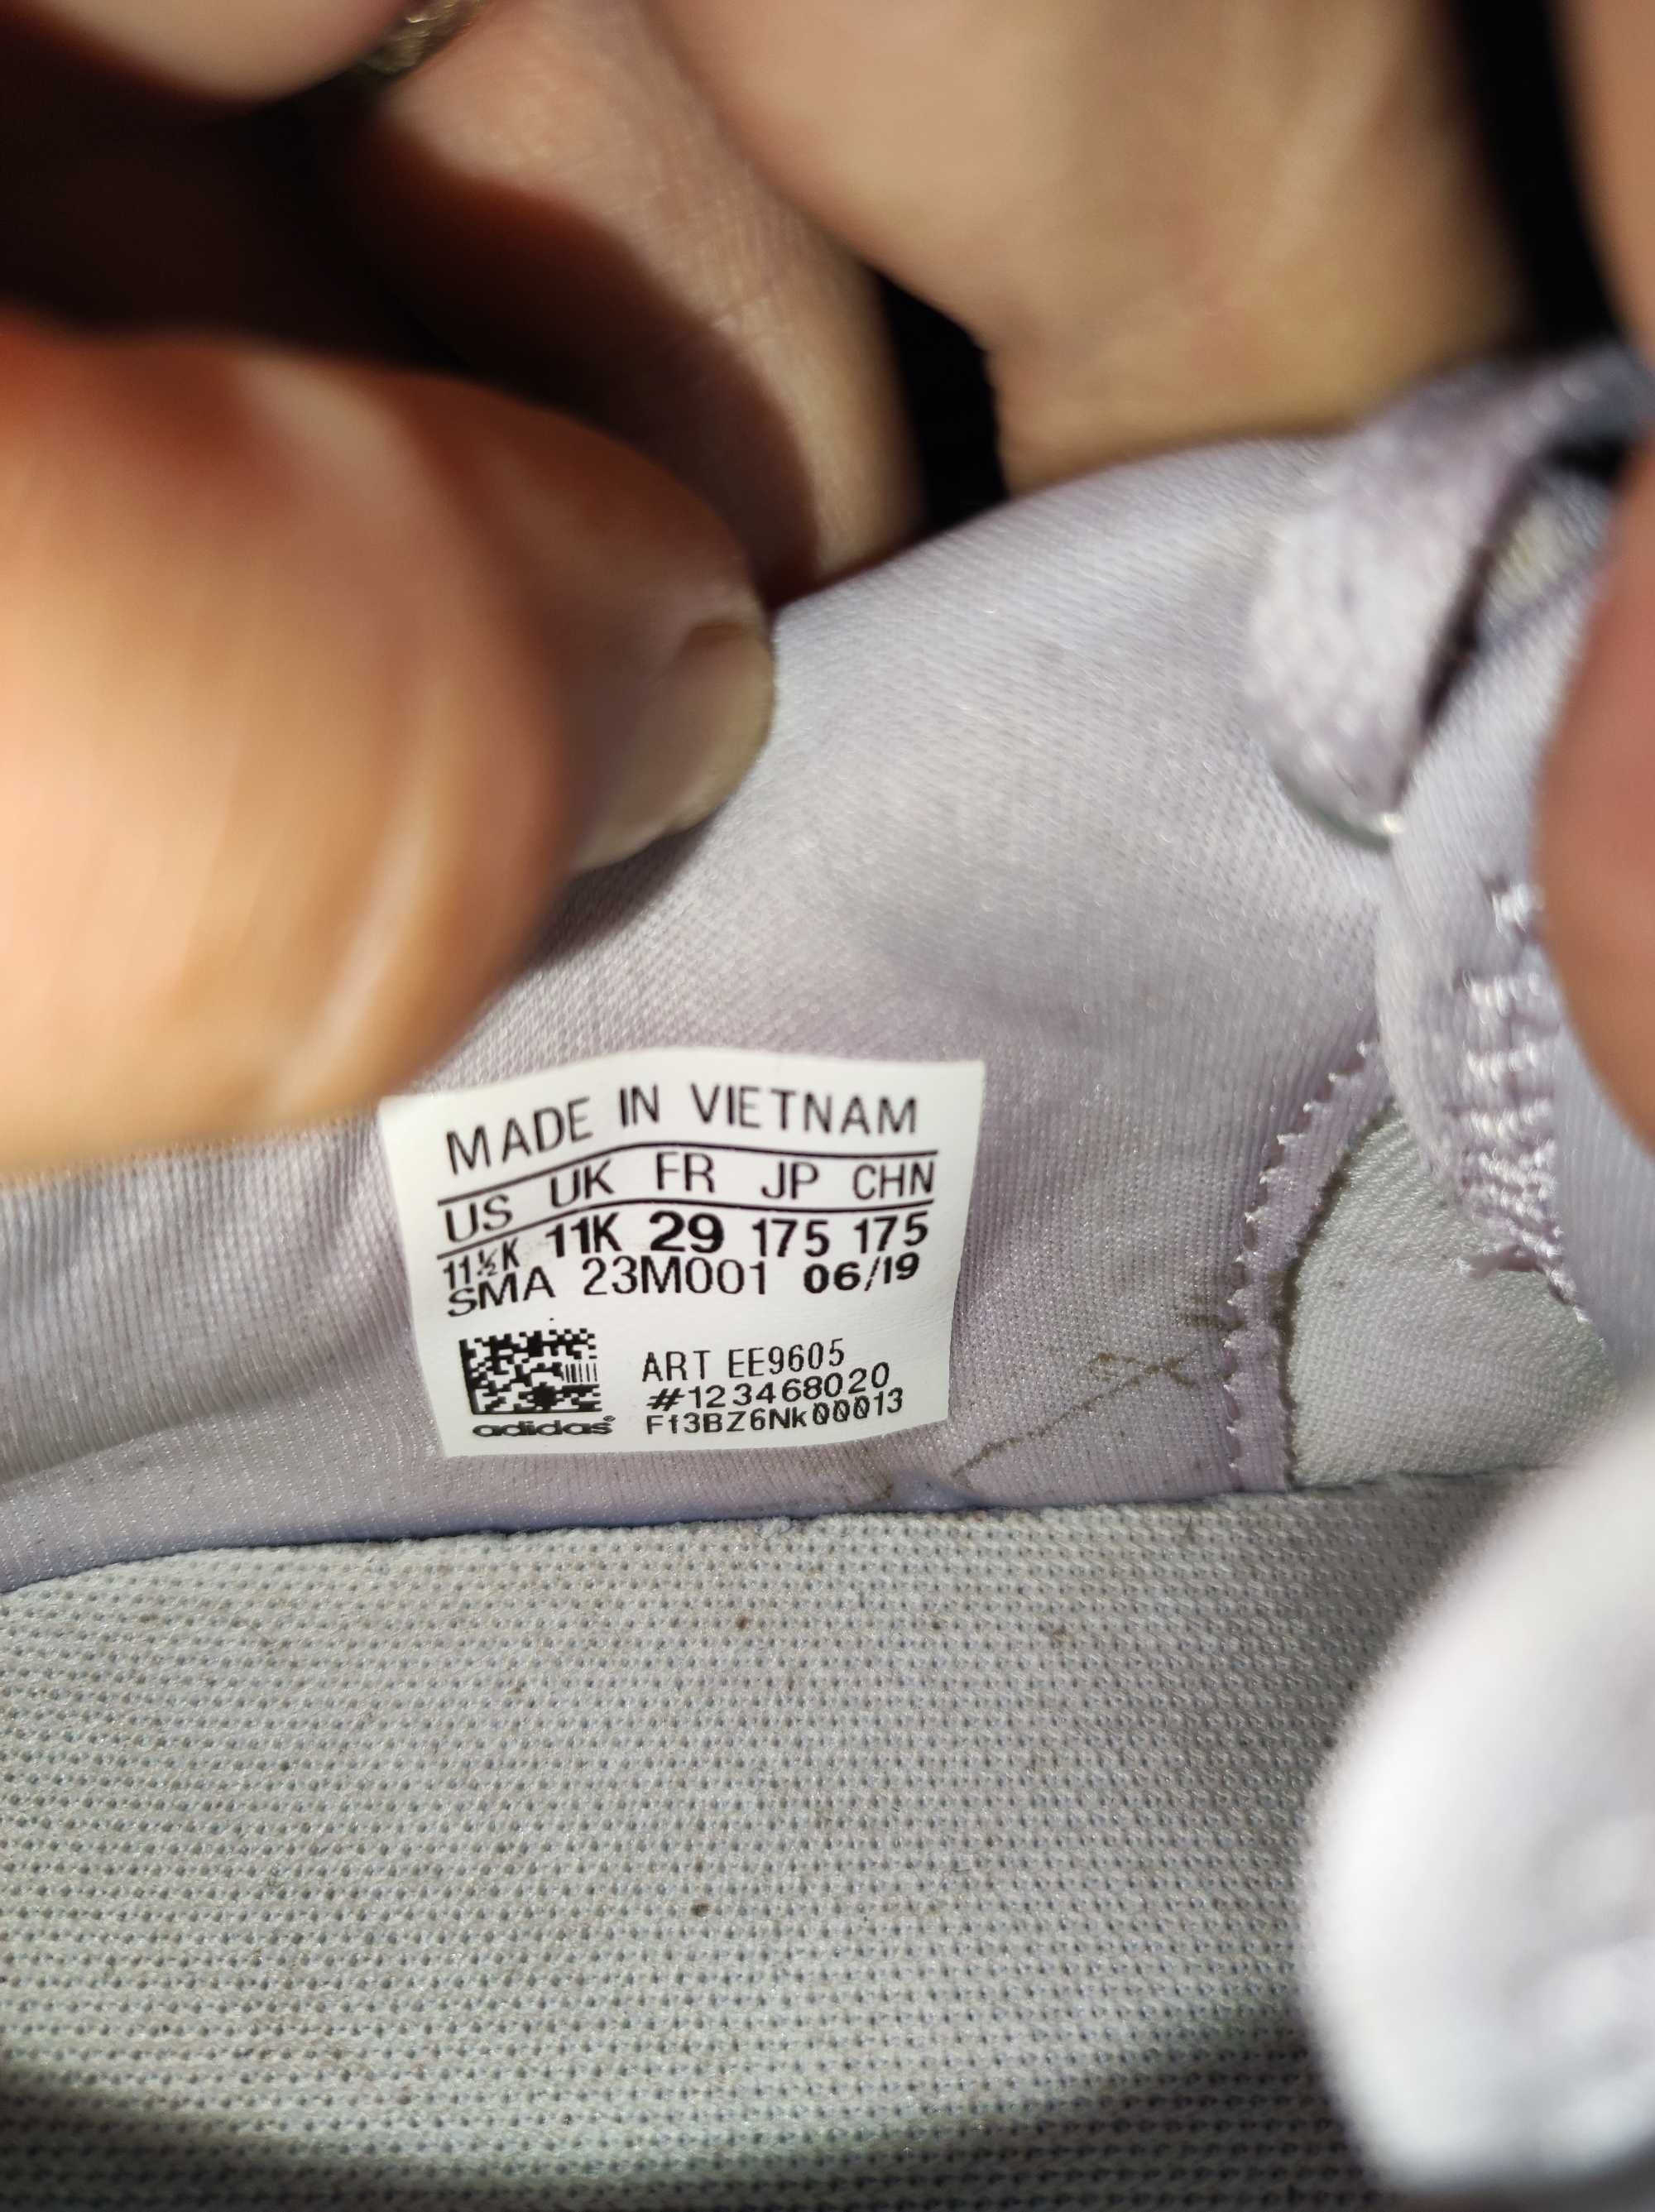 MADE IN VIETNAM
US UK FR JP CHN
11½K 11K 29 175 175
SMA 23M001 06/19
ART EE9605
#123468020
adidas® Ff3BZ6Nk00013